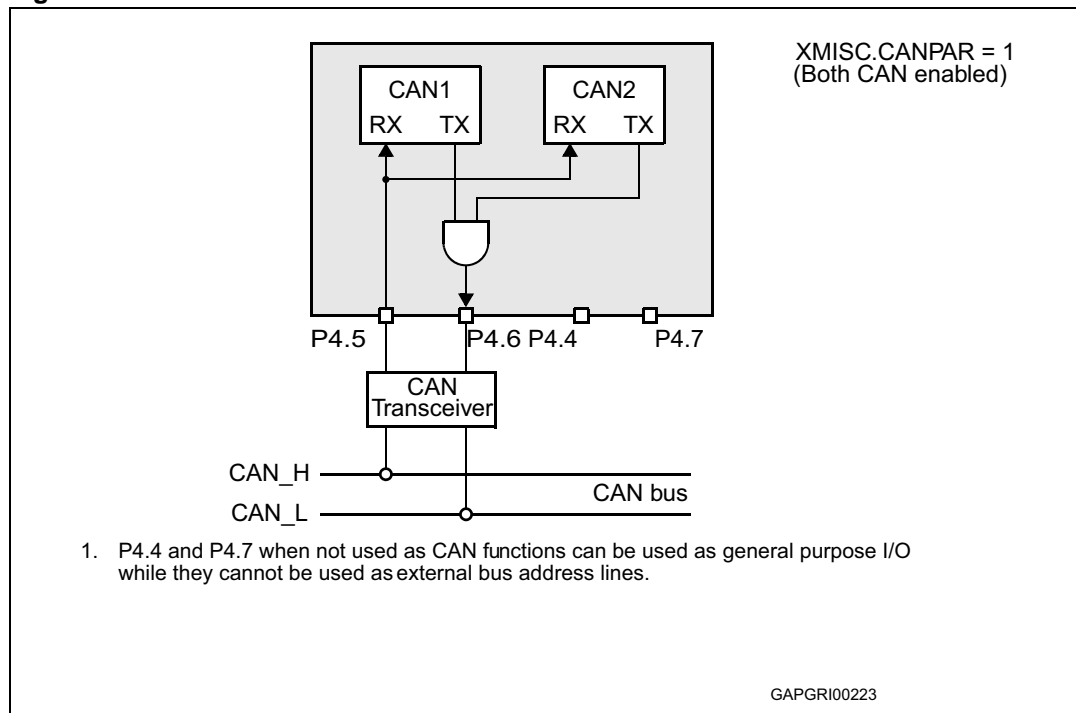 XMISC.CANPAR = 1
(Both CAN enabled)
CAN1
RX TX
CAN2
RX TX
P4.5
P4.6
P4.4
P4.7
CAN
Transceiver
CAN_H
CAN bus
CAN_L
1. P4.4 and P4.7 when not used as CAN functions can be used as general purpose I/O
while they cannot be used as external bus address lines.
GAPGRI00223